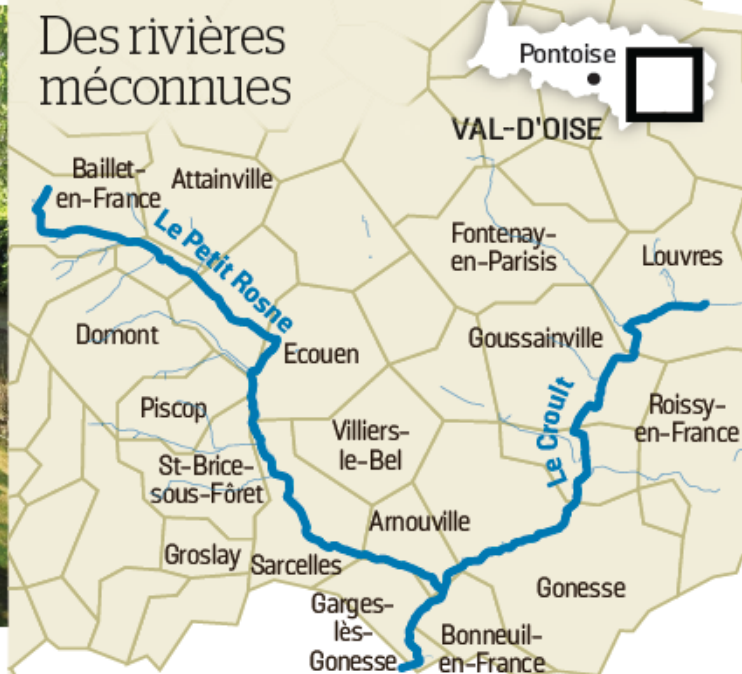 Des rivières
méconnues
Pontoise
VAL-D'OISE
Baillet-
en-France
Attainville
Le Petit Rosne
Fontenay-
en-Parisis
Louvres
Domont
Ecouen
Goussainville
Piscop
Villiers-
le-Bel
Le Croult
Roissy-
en-France
St-Brice-
sous-Fôret
Arnouville
Groslay
Sarcelles
Gonesse
Garges-
lès-
Gonesse
Bonneuil-
en-France